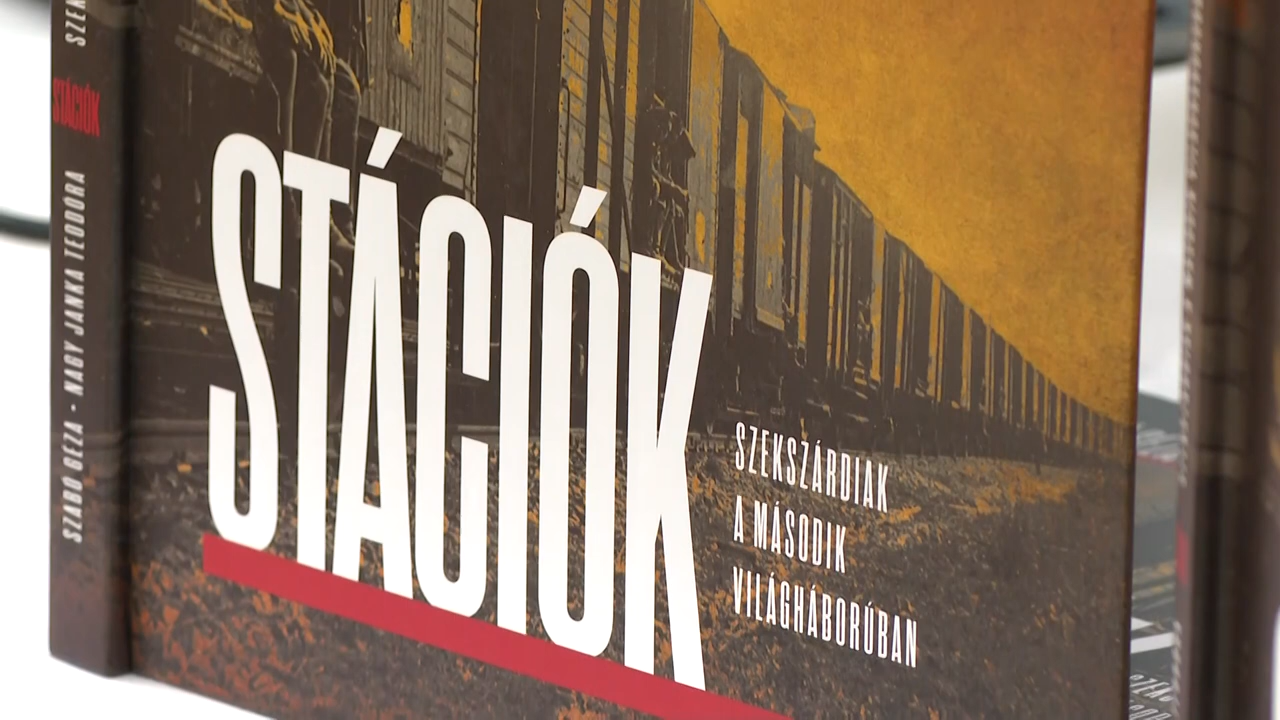 SZABÓ GÉZA · NAGY JANKA TEODÓRA
STÁCIÓK
STÁCIÓK
SZEKSZÁRDIAK
A MÁSODIK
VILÁGHÁBORÚBAN